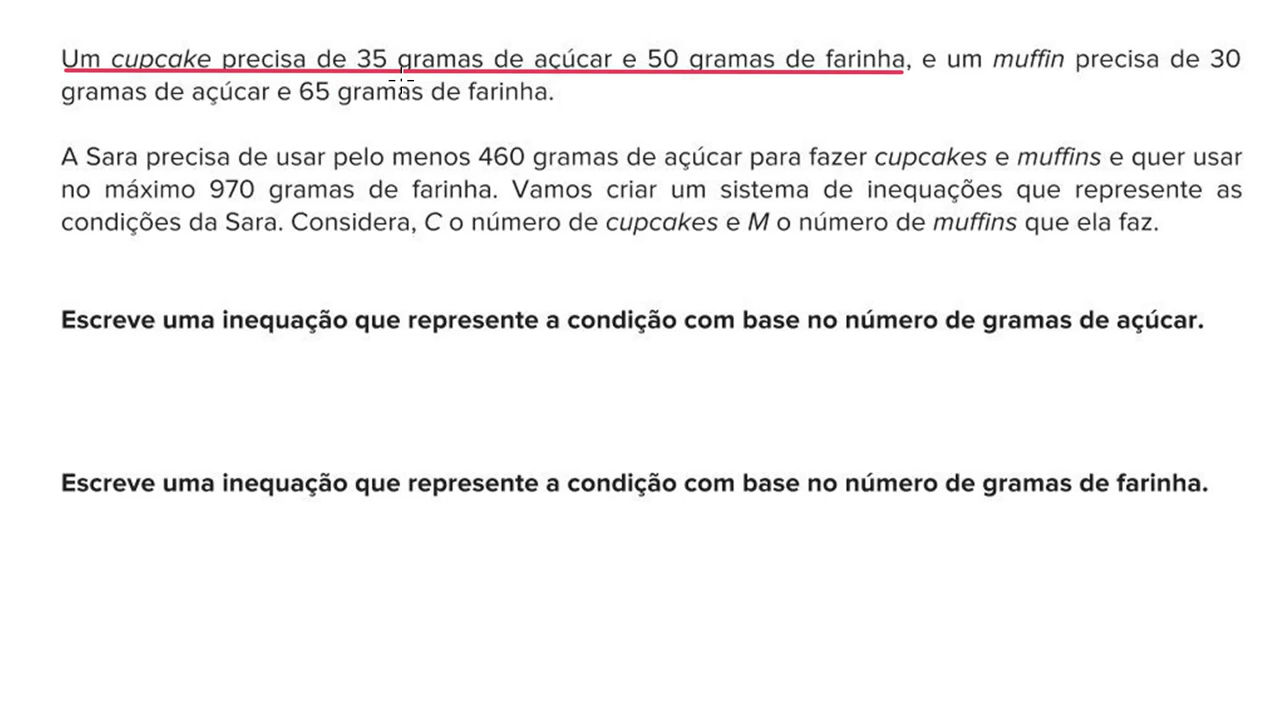 Um cupcake precisa de 35 gramas de açúcar e 50 gramas de farinha, e um muffin precisa de 30
gramas de açúcar e 65 gramas de farinha.
A Sara precisa de usar pelo menos 460 gramas de açúcar para fazer cupcakes e muffins e quer usar
no máximo 970 gramas de farinha. Vamos criar um sistema de inequações que represente as
condições da Sara. Considera, C o número de cupcakes e M o número de muffins que ela faz.
Escreve uma inequação que represente a condição com base no número de gramas de açúcar.
Escreve uma inequação que represente a condição com base no número de gramas de farinha.